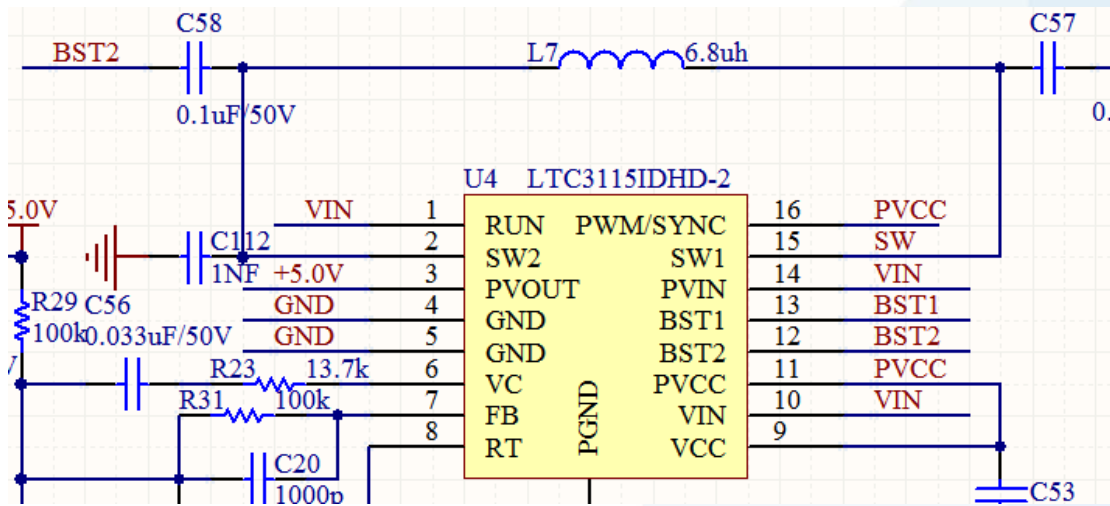 C58
C57
BST2
L7
6.8uh
0.1uF/50V
0.
U4 LTC3115IDHD-2
5.0V
VIN
1
RUN
PWM/SYNC
16
PVCC
C112
2
SW2
SW1
15
SW
1NF
+5.0V
3
PVOUT
PVIN
14
VIN
R29
C56
GND
4
GND
BST1
13
BST1
100k
0.033uF/50V
GND
5
GND
BST2
12
BST2
R23
13.7k
6
VC
PVCC
11
PVCC
R31
100k
7
FB
VIN
10
VIN
8
RT
PGND
VCC
9
C20
1000p
C53